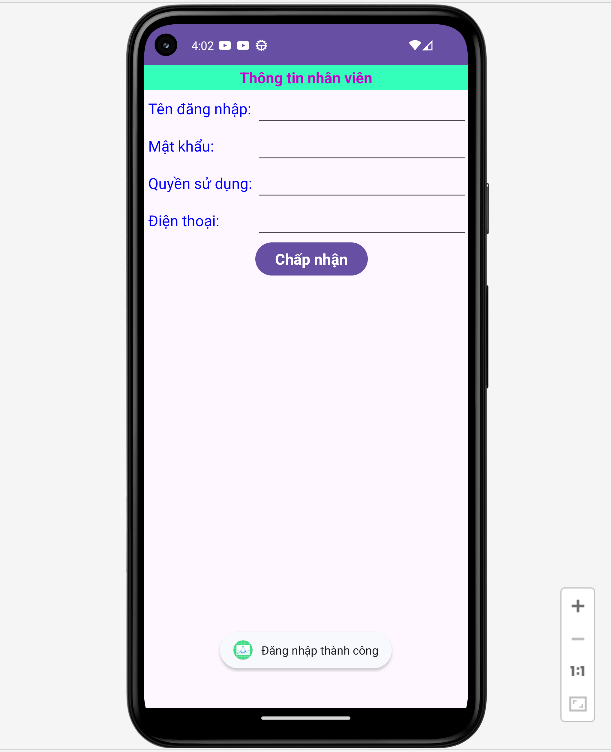 4:02
Thông tin nhân viên
Tên đăng nhập:
Mật khẩu:
Quyền sử dụng:
Điện thoại:
Chấp nhận
Đăng nhập thành công
1:1